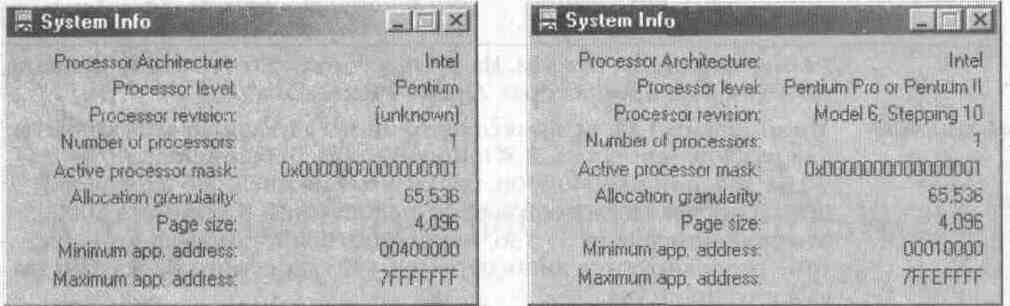 System Info
Processor Architecture: Intel
Processor level: Pentium
Processor revision: (unknown)
Number of processors: 1
Active processor mask: 0x0000000000000001
Allocation granularity: 65,536
Page size: 4,096
Minimum app. address: 00400000
Maximum app. address: 7FFFFFFF
System Info
Processor Architecture: Intel
Processor level: Pentium Pro or Pentium II
Processor revision: Model 6, Stepping 10
Number of processors: 1
Active processor mask: 0x0000000000000001
Allocation granularity: 65,536
Page size: 4,096
Minimum app. address: 00010000
Maximum app. address: 7FFEFFFF